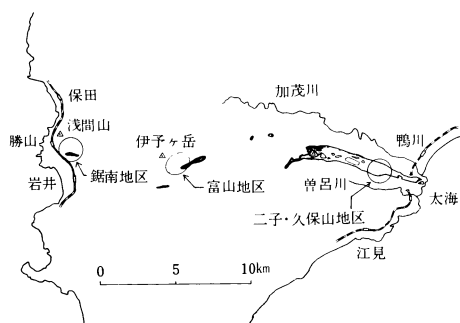 保田
浅間山
勝山
鋸南地区
岩井
伊予ヶ岳
富山地区
加茂川
鴨川
曽呂川
太海
二子・久保山地区
江見
0 5 10km